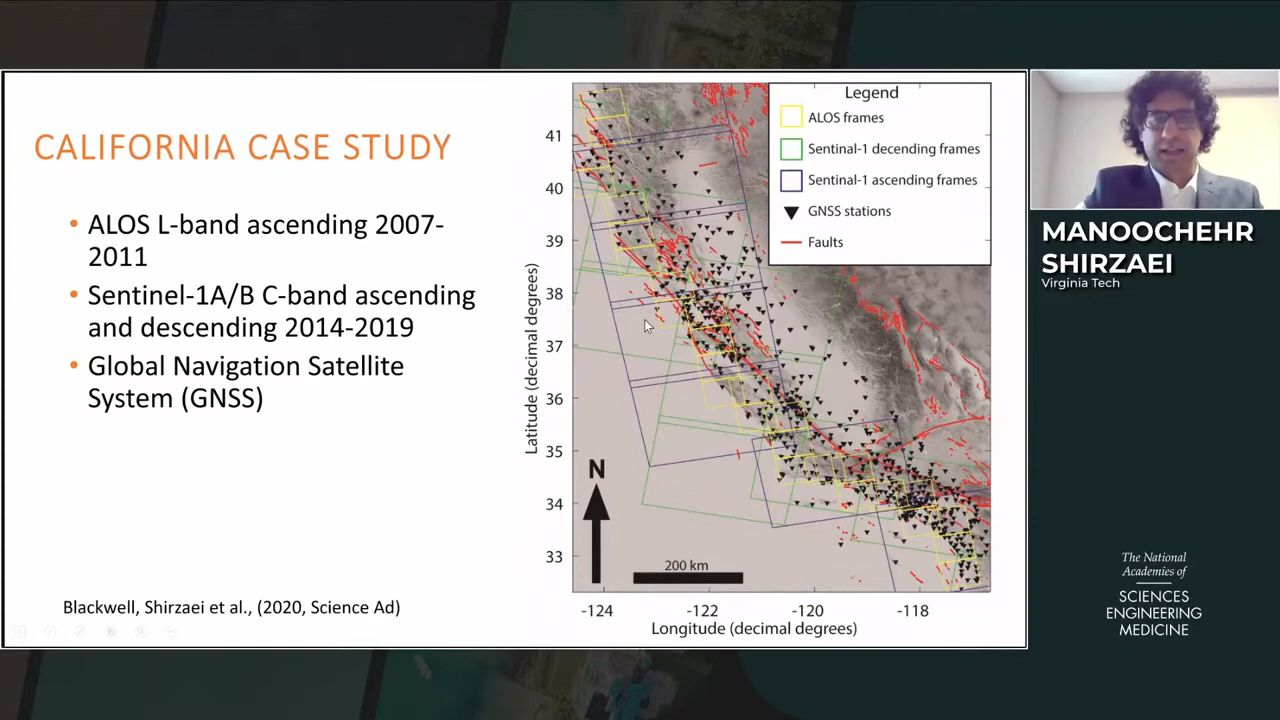 CALIFORNIA CASE STUDY
• ALOS L-band ascending 2007-
2011
• Sentinel-1A/B C-band ascending
and descending 2014-2019
• Global Navigation Satellite
System (GNSS)
Blackwell, Shirzaei et al., (2020, Science Ad)
Legend
ALOS frames
Sentinel-1 decending frames
Sentinel-1 ascending frames
GNSS stations
Faults
Latitude (decimal degrees)
41
40
39
38
37
36
35
34
33
N
200 km
-124
-122
-120
-118
Longitude (decimal degrees)
MANOOCHEHR
SHIRZAEI
Virginia Tech
The National
Academies of
SCIENCES
ENGINEERING
MEDICINE